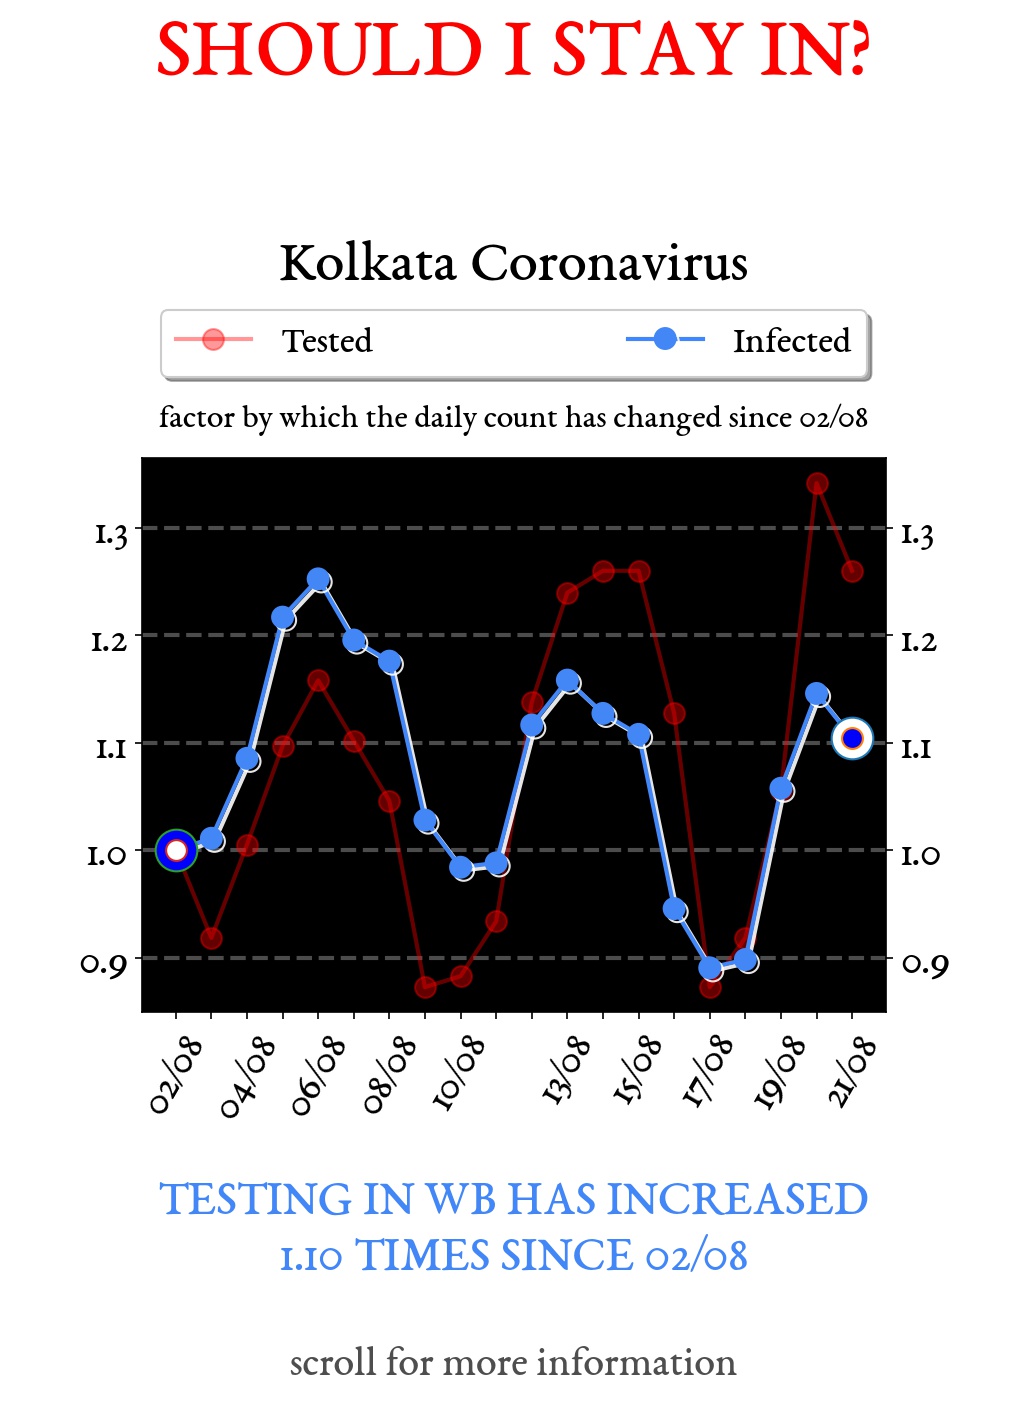 SHOULD I STAY IN?
Kolkata Coronavirus
Tested Infected
factor by which the daily count has changed since 02/08
1.3 1.3
1.2 1.2
1.1 1.1
1.0 1.0
0.9 0.9
02/08 04/08 06/08 08/08 10/08 13/08 15/08 17/08 19/08 21/08
TESTING IN WB HAS INCREASED
1.10 TIMES SINCE 02/08
scroll for more information